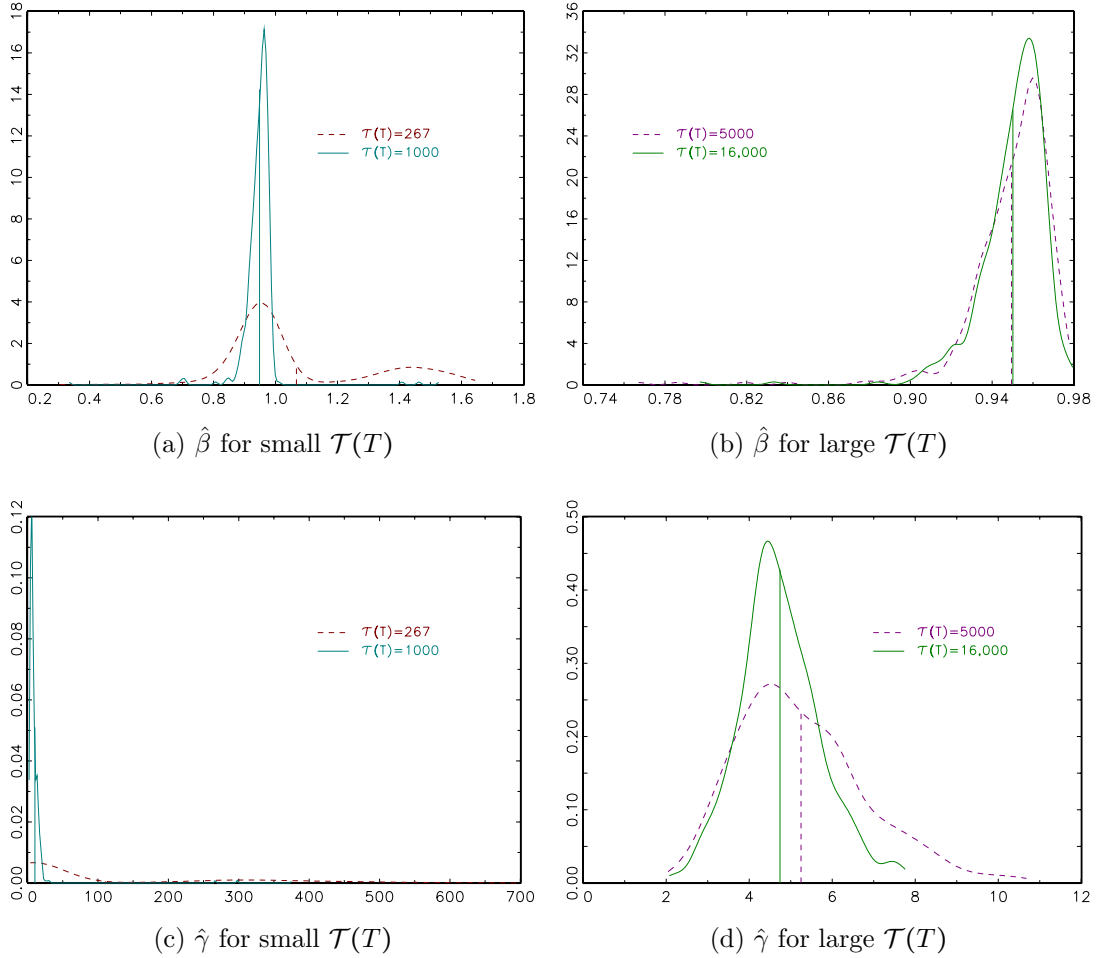 18
16
14
12
10
8
6
4
2
0
0.2 0.4 0.6 0.8 1.0 1.2 1.4 1.6 1.8
𝒯(T)=267
𝒯(T)=1000
(a) β̂ for small 𝒯(T)
36
32
28
24
20
16
12
8
4
0
0.74 0.78 0.82 0.86 0.90 0.94 0.98
𝒯(T)=5000
𝒯(T)=16,000
(b) β̂ for large 𝒯(T)
0.12
0.10
0.08
0.06
0.04
0.02
0.00
0 100 200 300 400 500 600 700
𝒯(T)=267
𝒯(T)=1000
(c) γ̂ for small 𝒯(T)
0.50
0.40
0.30
0.20
0.10
0.00
0 2 4 6 8 10 12
𝒯(T)=5000
𝒯(T)=16,000
(d) γ̂ for large 𝒯(T)